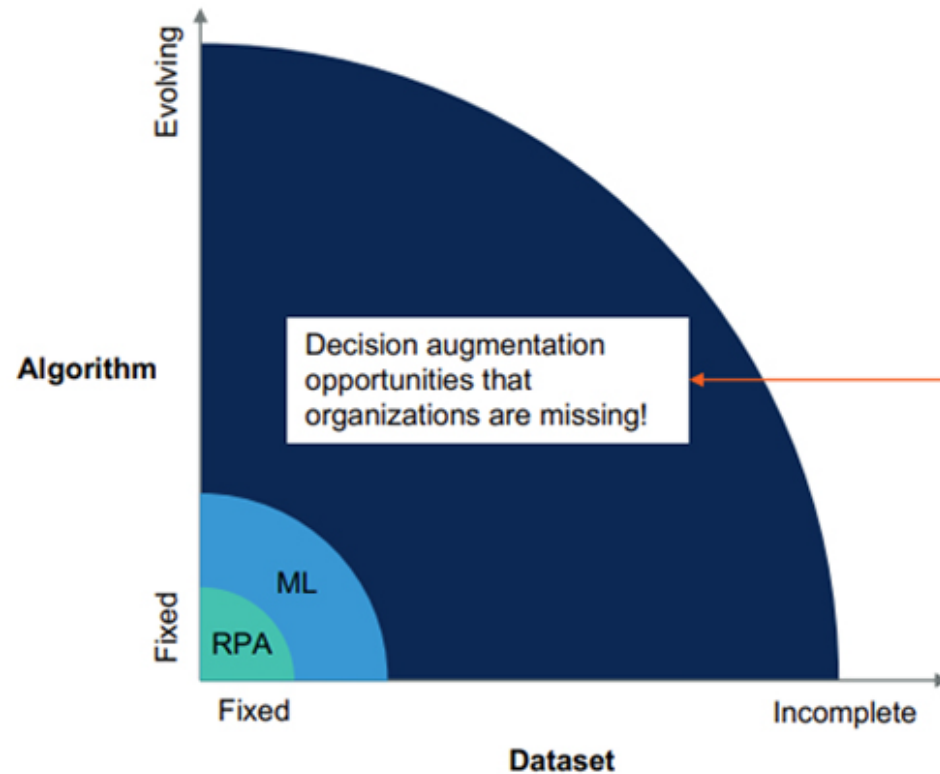 Evolving
Decision augmentation
opportunities that
organizations are missing!
Algorithm
ML
Fixed
RPA
Fixed
Incomplete
Dataset